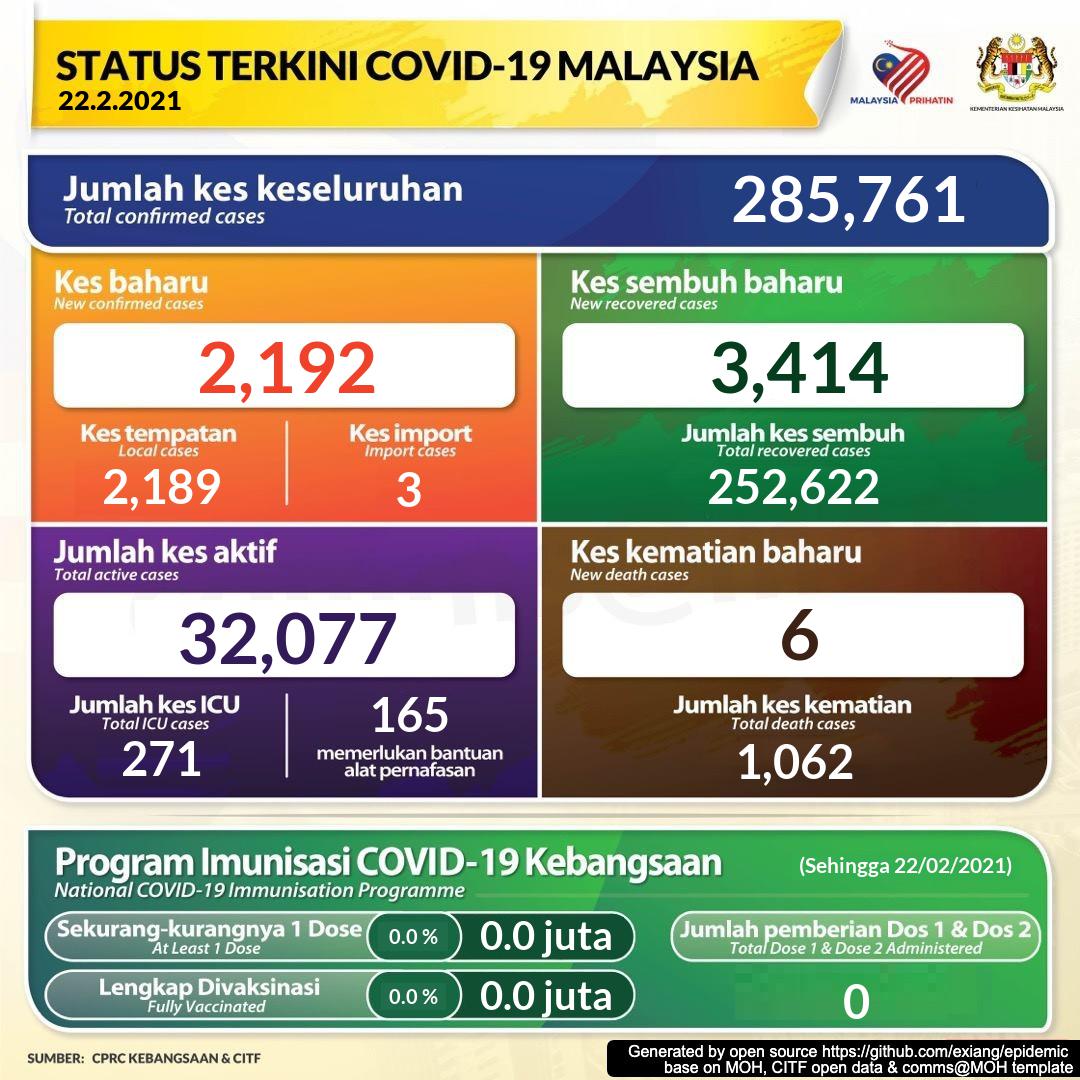 STATUS TERKINI COVID-19 MALAYSIA
22.2.2021
MALAYSIA PRIHATIN
KEMENTERIAN KESIHATAN MALAYSIA
Jumlah kes keseluruhan
Total confirmed cases
285,761
Kes baharu
New confirmed cases
2,192
Kes tempatan
Local cases
2,189
Kes import
Import cases
3
Kes sembuh baharu
New recovered cases
3,414
Jumlah kes sembuh
Total recovered cases
252,622
Jumlah kes aktif
Total active cases
32,077
Jumlah kes ICU
Total ICU cases
271
165
memerlukan bantuan
alat pernafasan
Kes kematian baharu
New death cases
6
Jumlah kes kematian
Total death cases
1,062
Program Imunisasi COVID-19 Kebangsaan
National COVID-19 Immunisation Programme
(Sehingga 22/02/2021)
Sekurang-kurangnya 1 Dose
At Least 1 Dose
0.0 %
0.0 juta
Lengkap Divaksinasi
Fully Vaccinated
0.0 %
0.0 juta
Jumlah pemberian Dos 1 & Dos 2
Total Dose 1 & Dose 2 Administered
0
SUMBER: CPRC KEBANGSAAN & CITF
Generated by open source https://github.com/exiang/epidemic
base on MOH, CITF open data & comms@MOH template